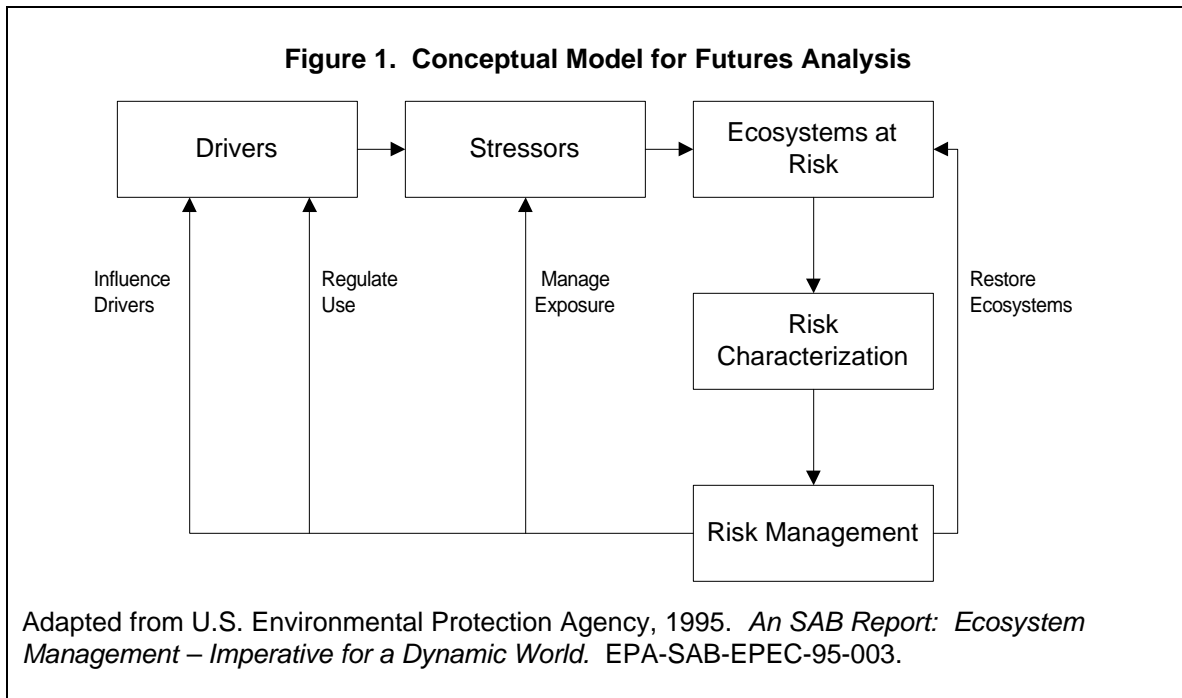 Figure 1.  Conceptual Model for Futures Analysis
Drivers
Stressors
Ecosystems at
Risk
Influence
Drivers
Regulate
Use
Manage
Exposure
Restore
Ecosystems
Risk
Characterization
Risk Management
Adapted from U.S. Environmental Protection Agency, 1995.  An SAB Report:  Ecosystem
Management – Imperative for a Dynamic World.  EPA-SAB-EPEC-95-003.